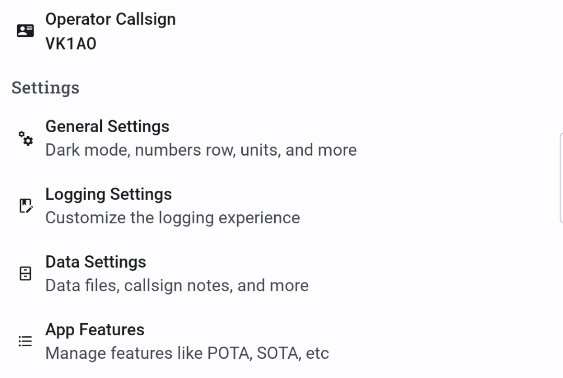 Operator Callsign
VK1AO
Settings
General Settings
Dark mode, numbers row, units, and more
Logging Settings
Customize the logging experience
Data Settings
Data files, callsign notes, and more
App Features
Manage features like POTA, SOTA, etc